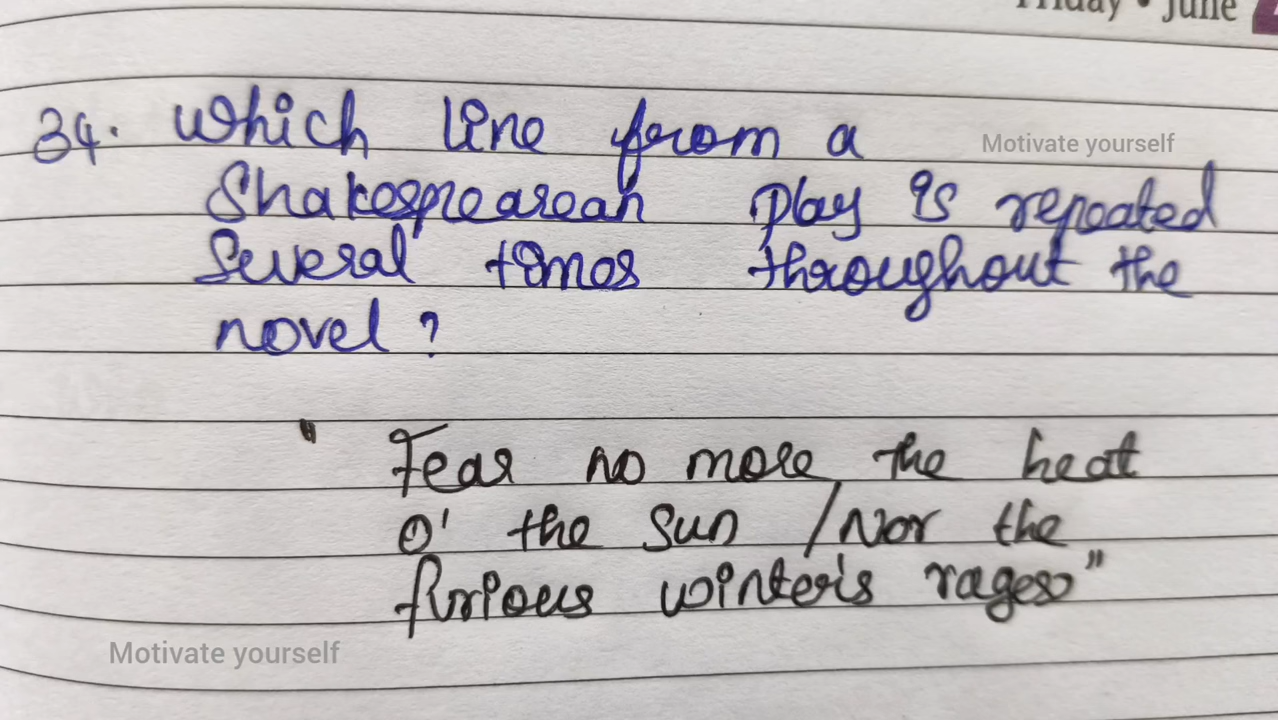 Friday • June
34. Which line from a
Motivate yourself
Shakespearean play is repeated
Several times throughout the
novel?
" Fear no more the heat
O' the Sun / Nor the
furious winter's rages"
Motivate yourself